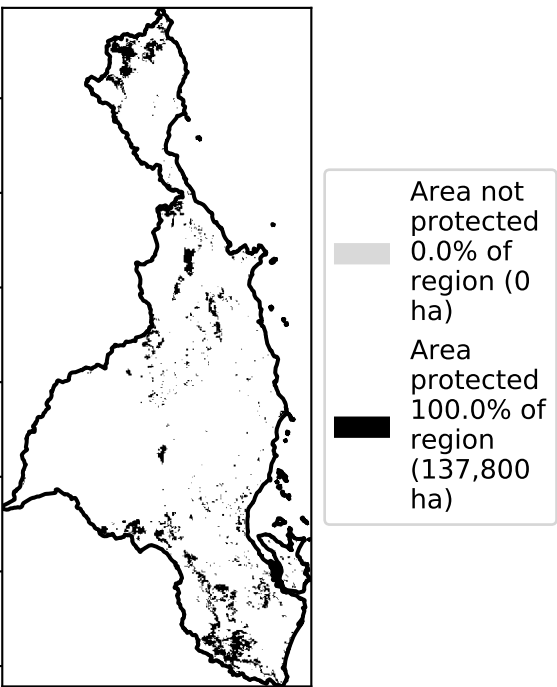 Area not
protected
0.0% of
region (0
ha)
Area
protected
100.0% of
region
(137,800
ha)